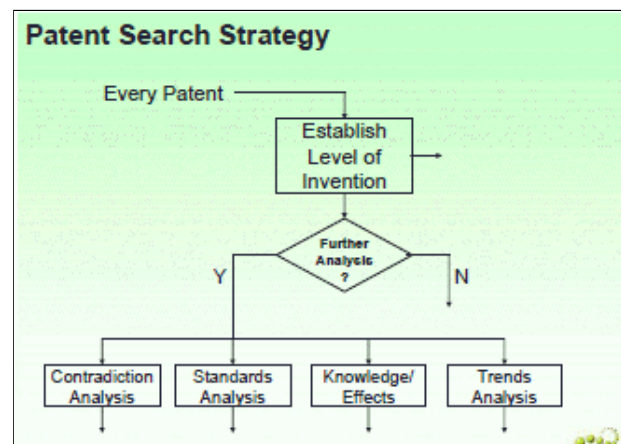 Patent Search Strategy
Every Patent
Establish
Level of
Invention
Further
Analysis
?
Y
N
Contradiction
Analysis
Standards
Analysis
Knowledge/
Effects
Trends
Analysis